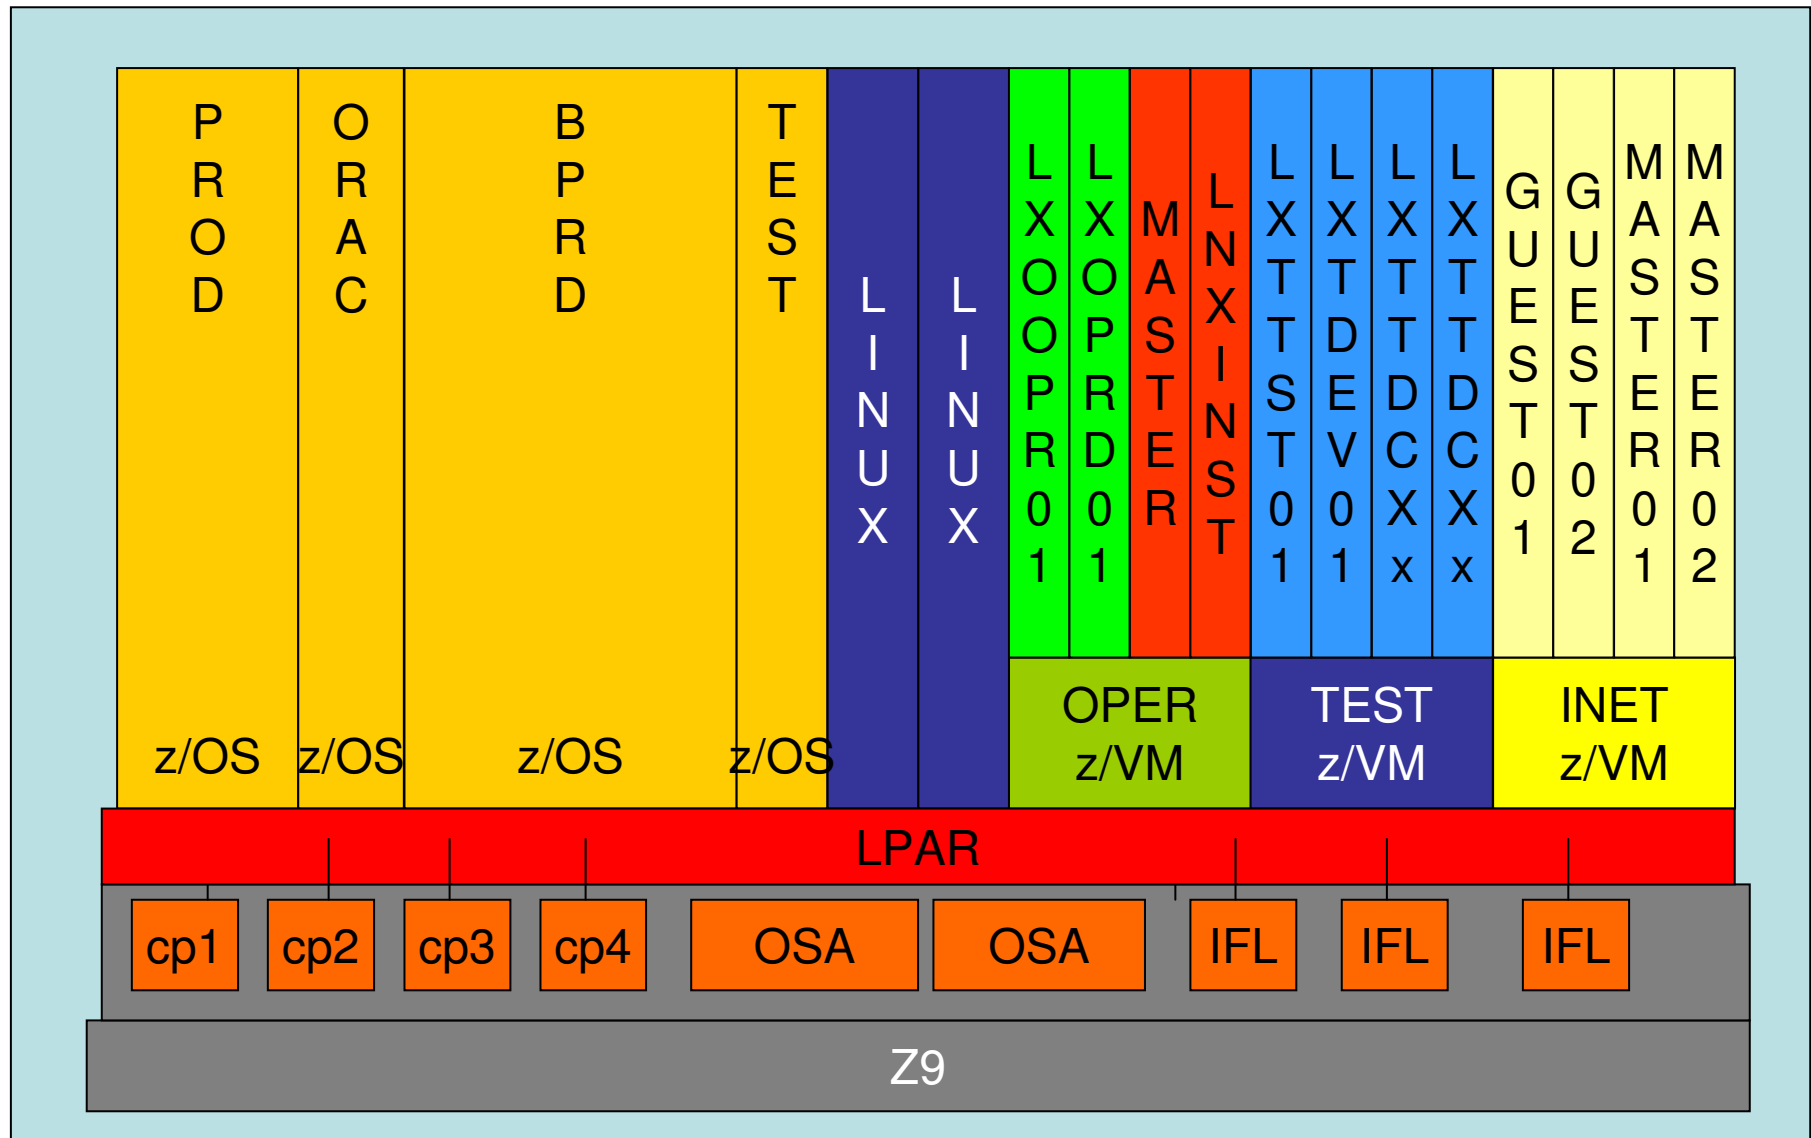 PROD
ORAC
BPRD
TEST
LINUX
LINUX
LXOOPR01
LXOPRD01
MASTER
LNXINST
LXTTST01
LXTDEV01
LXTTDCXx
LXTTDCXx
GUEST01
GUEST02
MASTER01
MASTER02
z/OS
z/OS
z/OS
z/OS
OPER
z/VM
TEST
z/VM
INET
z/VM
LPAR
cp1
cp2
cp3
cp4
OSA
OSA
IFL
IFL
IFL
Z9